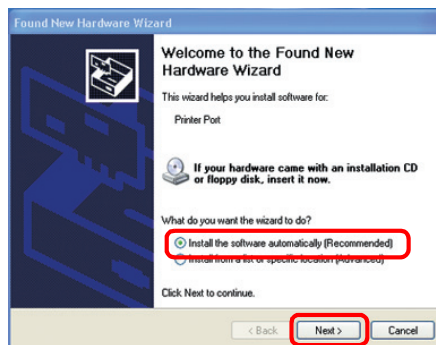 Found New Hardware Wizard
Welcome to the Found New
Hardware Wizard
This wizard helps you install software for:
Printer Port
If your hardware came with an installation CD
or floppy disk, insert it now.
What do you want the wizard to do?
Install the software automatically (Recommended)
Install from a list or specific location (Advanced)
Click Next to continue.
< Back
Next >
Cancel